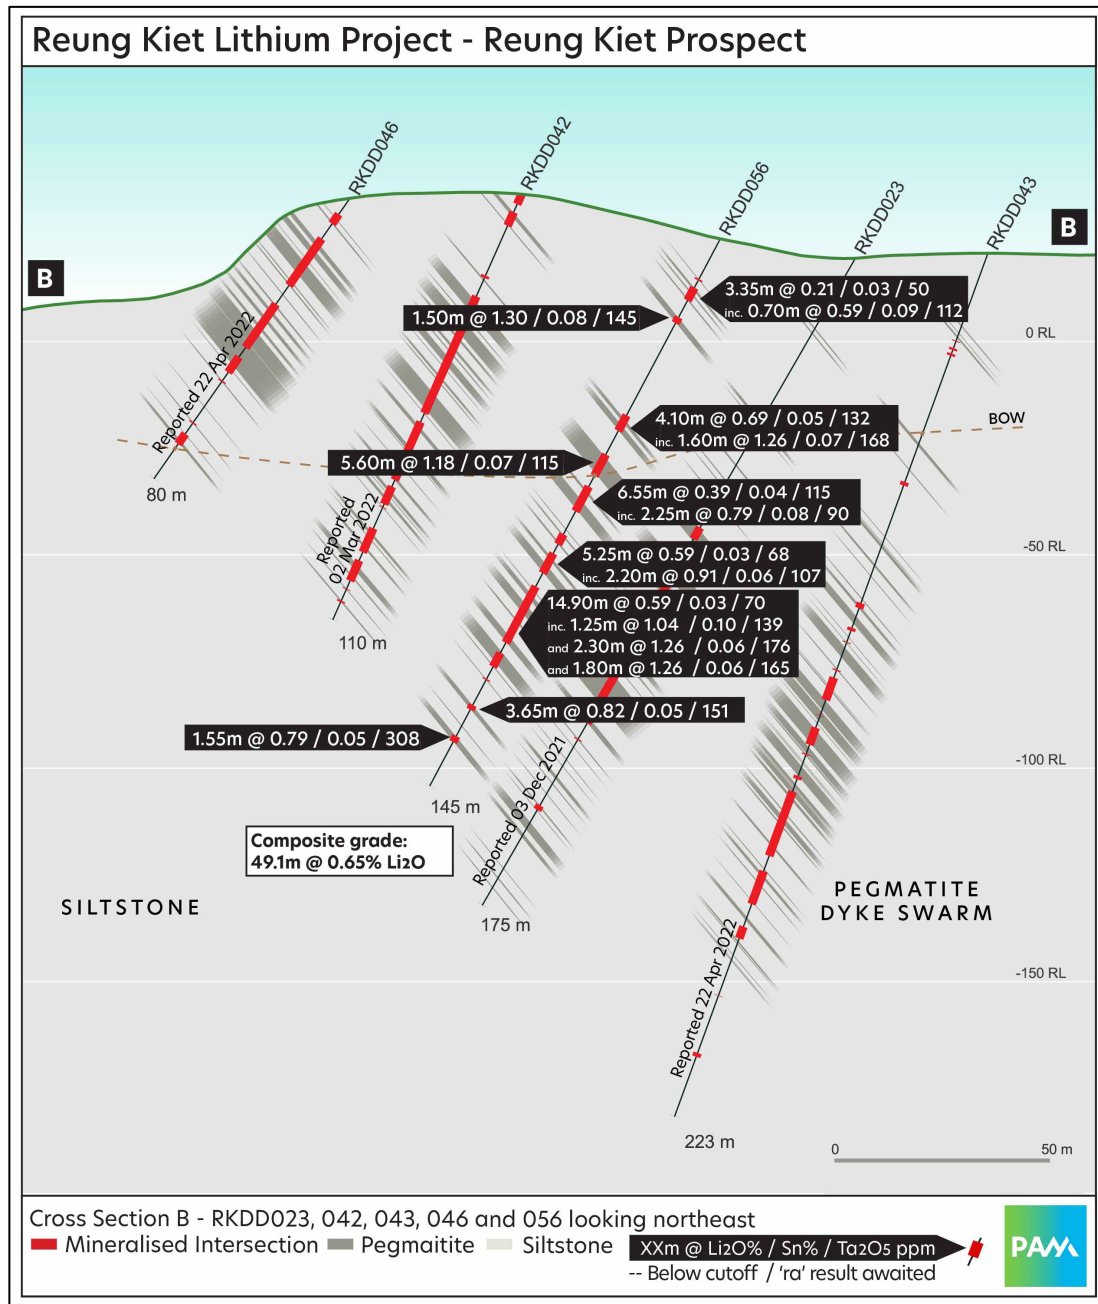 Reung Kiet Lithium Project - Reung Kiet Prospect
RKDD046
RKDD042
RKDD056
RKDD023
RKDD043
B
B
3.35m @ 0.21 / 0.03 / 50
inc. 0.70m @ 0.59 / 0.09 / 112
1.50m @ 1.30 / 0.08 / 145
0 RL
Reported 22 Apr 2022
4.10m @ 0.69 / 0.05 / 132
inc. 1.60m @ 1.26 / 0.07 / 168
BOW
5.60m @ 1.18 / 0.07 / 115
80 m
6.55m @ 0.39 / 0.04 / 115
inc. 2.25m @ 0.79 / 0.08 / 90
Reported
02 Mar 2022
-50 RL
5.25m @ 0.59 / 0.03 / 68
inc. 2.20m @ 0.91 / 0.06 / 107
14.90m @ 0.59 / 0.03 / 70
inc. 1.25m @ 1.04 / 0.10 / 139
and 2.30m @ 1.26 / 0.06 / 176
and 1.80m @ 1.26 / 0.06 / 165
110 m
3.65m @ 0.82 / 0.05 / 151
1.55m @ 0.79 / 0.05 / 308
-100 RL
145 m
Reported 03 Dec 2021
Composite grade:
49.1m @ 0.65% Li2O
SILTSTONE
PEGMATITE
DYKE SWARM
175 m
-150 RL
Reported 22 Apr 2022
223 m
0 50 m
Cross Section B - RKDD023, 042, 043, 046 and 056 looking northeast
Mineralised Intersection Pegmaitite Siltstone
XXm @ Li2O% / Sn% / Ta2O5 ppm
-- Below cutoff / 'ra' result awaited
PAM